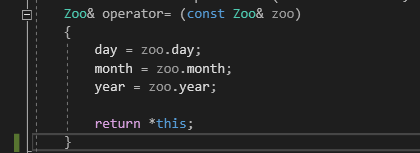 Zoo& operator= (const Zoo& zoo)
{
day = zoo.day;
month = zoo.month;
year = zoo.year;
return *this;
}